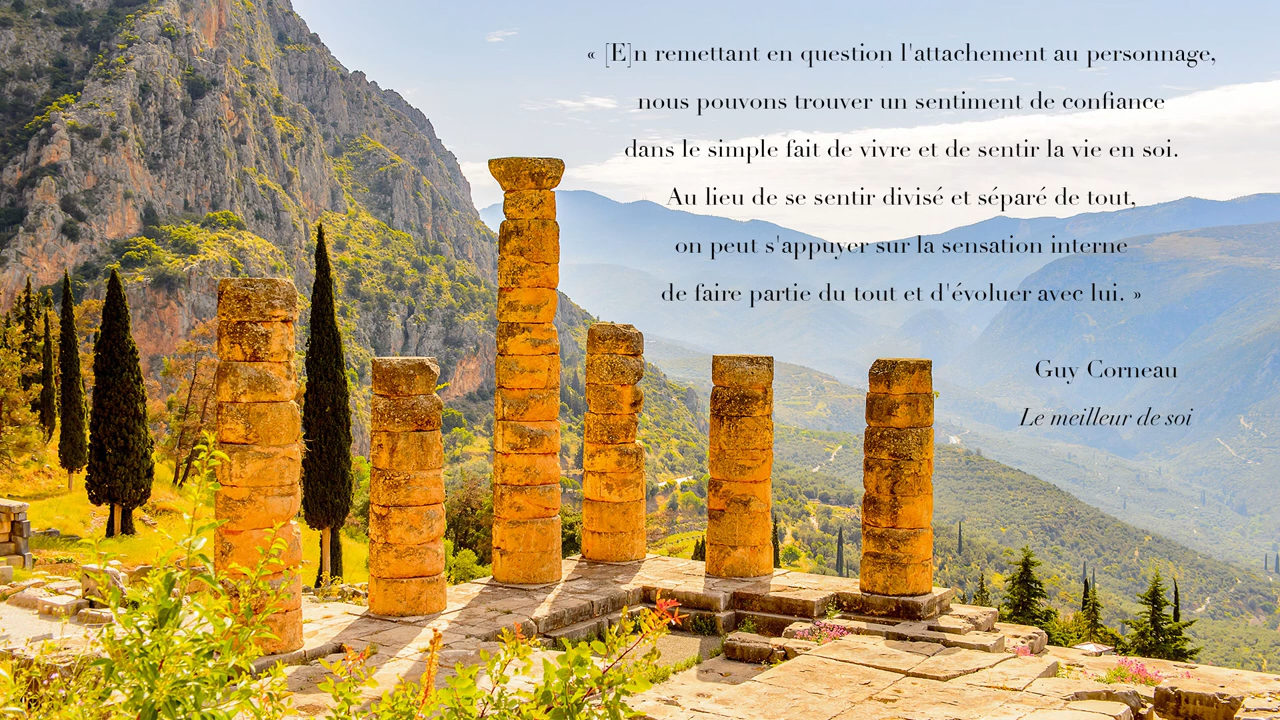 « [E]n remettant en question l'attachement au personnage,
nous pouvons trouver un sentiment de confiance
dans le simple fait de vivre et de sentir la vie en soi.
Au lieu de se sentir divisé et séparé de tout,
on peut s'appuyer sur la sensation interne
de faire partie du tout et d'évoluer avec lui. »
Guy Corneau
Le meilleur de soi